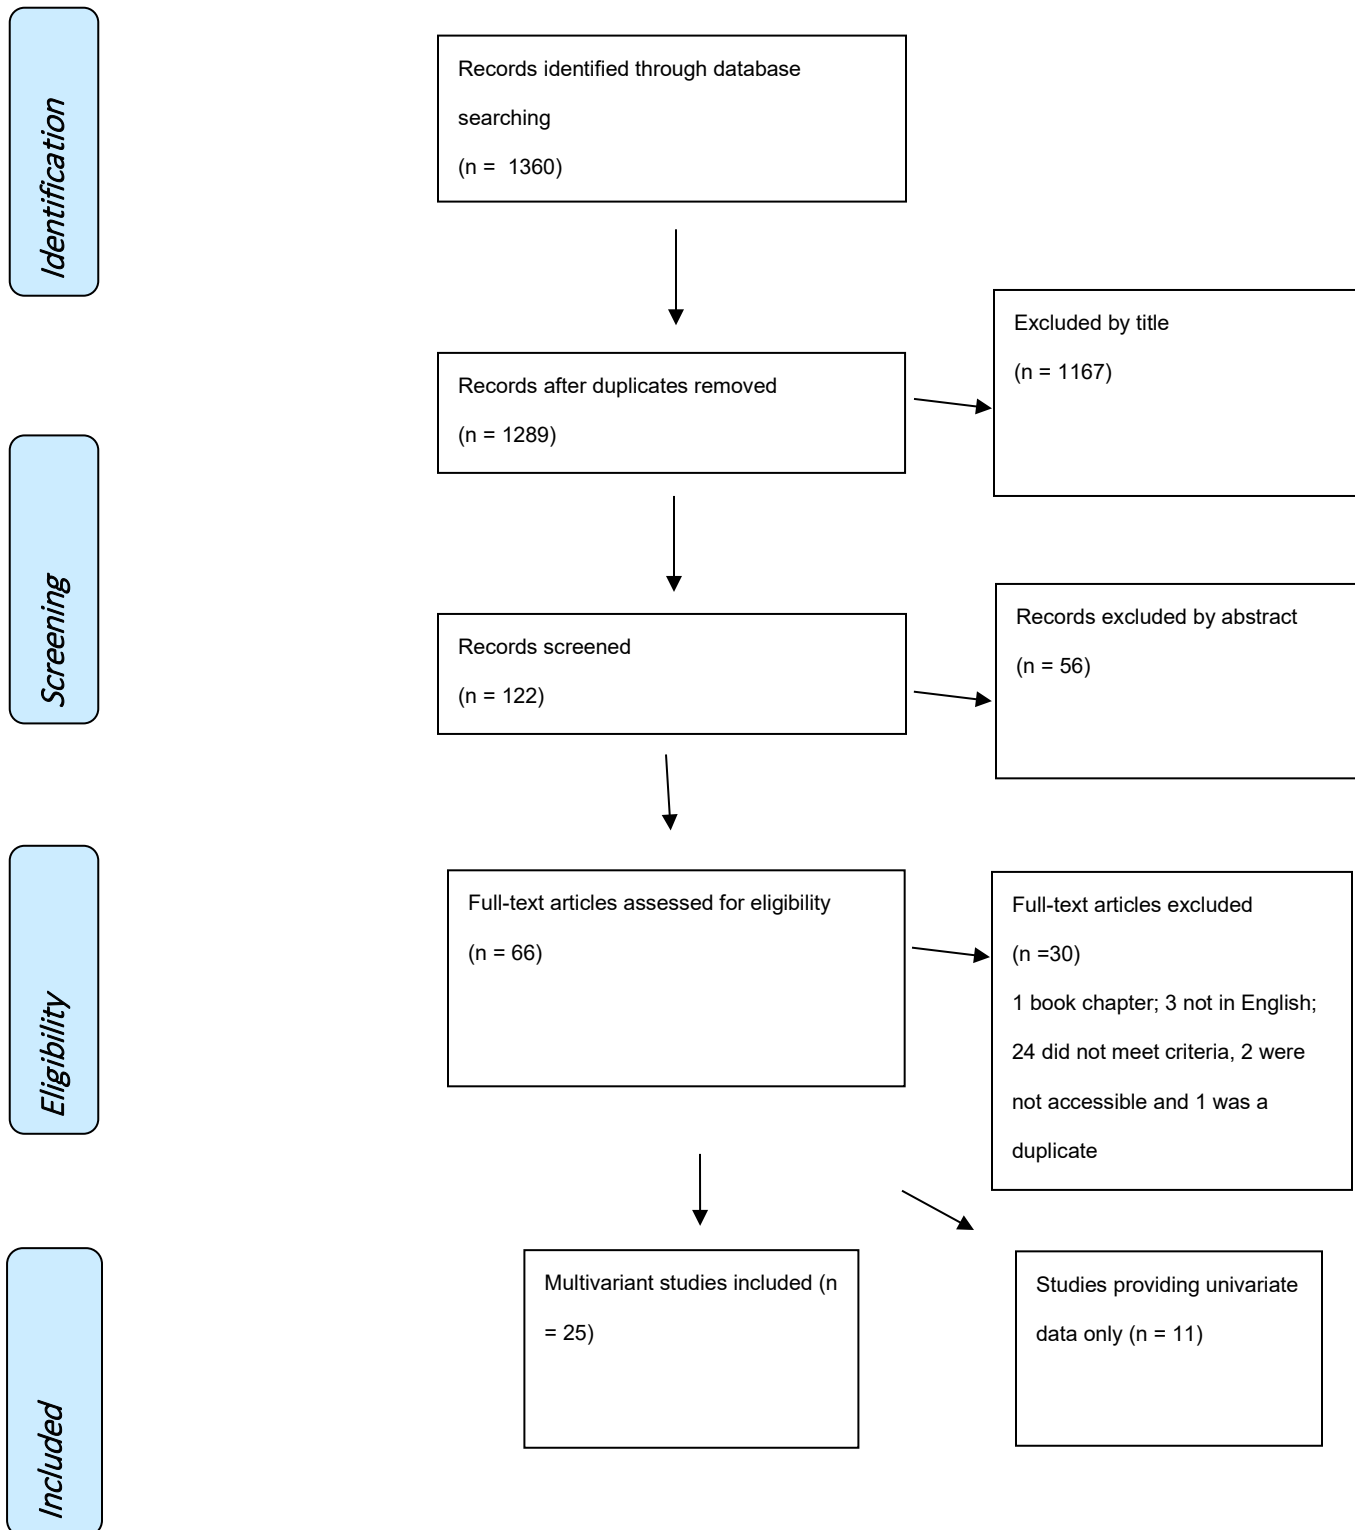 Identification
Records identified through database
searching
(n =  1360)
Excluded by title
(n = 1167)
Records after duplicates removed
(n = 1289)
Screening
Records screened
(n = 122)
Records excluded by abstract
(n = 56)
Eligibility
Full-text articles assessed for eligibility
(n = 66)
Full-text articles excluded
(n =30)
1 book chapter; 3 not in English;
24 did not meet criteria, 2 were
not accessible and 1 was a
duplicate
Included
Multivariant studies included (n
= 25)
Studies providing univariate
data only (n = 11)